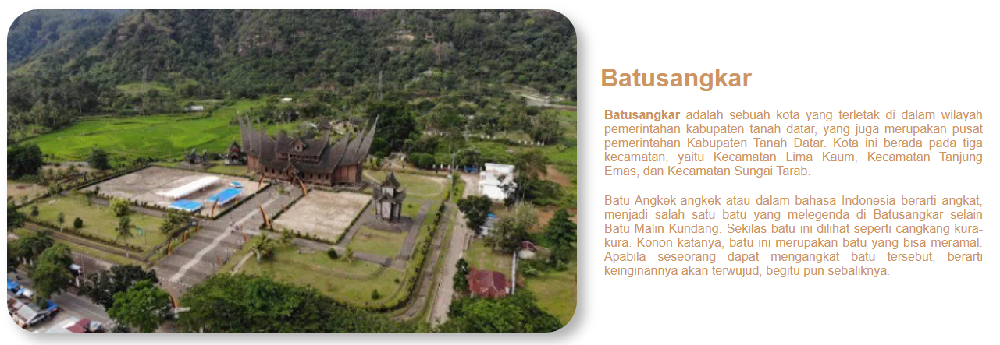 Batusangkar
Batusangkar adalah sebuah kota yang terletak di dalam wilayah
pemerintahan kabupaten tanah datar, yang juga merupakan pusat
pemerintahan Kabupaten Tanah Datar. Kota ini berada pada tiga
kecamatan, yaitu Kecamatan Lima Kaum, Kecamatan Tanjung
Emas, dan Kecamatan Sungai Tarab.
Batu Angkek-angkek atau dalam bahasa Indonesia berarti angkat,
menjadi salah satu batu yang melegenda di Batusangkar selain
Batu Malin Kundang. Sekilas batu ini dilihat seperti cangkang kura-
kura. Konon katanya, batu ini merupakan batu yang bisa meramal.
Apabila seseorang dapat mengangkat batu tersebut, berarti
keinginannya akan terwujud, begitu pun sebaliknya.